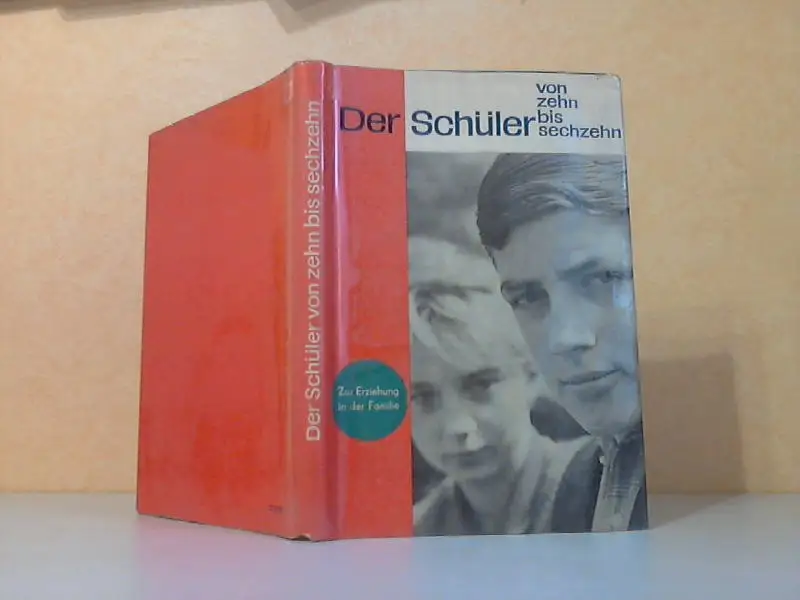 Der Schüler von zehn bis sechzehn
Der Schüler
von
zehn
bis
sechzehn
Zur Erziehung
in der Familie